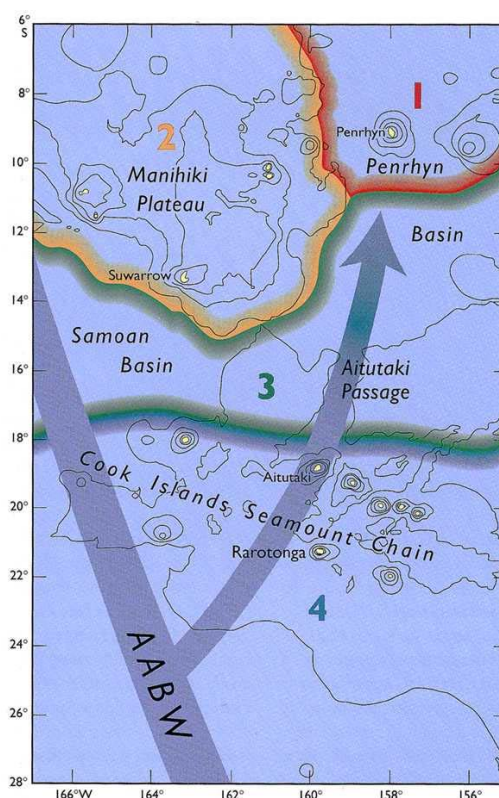 6°
S
8°
10°
12°
14°
16°
18°
20°
22°
24°
26°
28°
1
Penrhyn
Penrhyn
2
Manihiki
Plateau
Basin
Suwarrow
Samoan
Basin
Aitutaki
Passage
3
Aitutaki
Cook Islands Seamount Chain
Rarotonga
4
AABW
166°W
164°
162°
160°
158°
156°